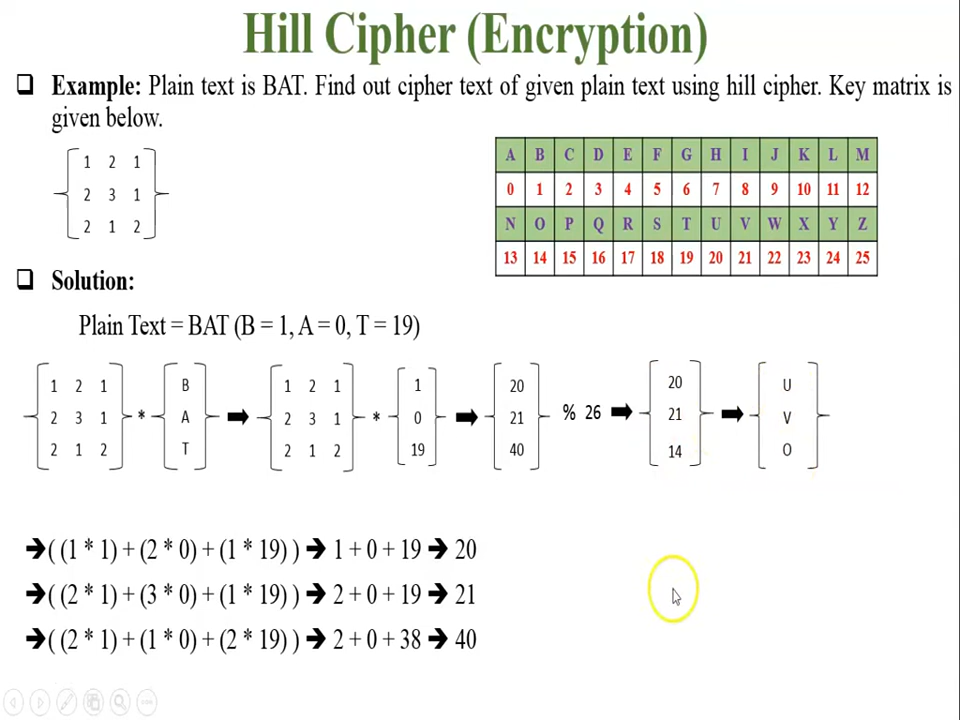 Hill Cipher (Encryption)
❑ Example: Plain text is BAT. Find out cipher text of given plain text using hill cipher. Key matrix is
given below.
1 2 1
2 3 1
2 1 2
A B C D E F G H I J K L M
0 1 2 3 4 5 6 7 8 9 10 11 12
N O P Q R S T U V W X Y Z
13 14 15 16 17 18 19 20 21 22 23 24 25
❑ Solution:
Plain Text = BAT (B = 1, A = 0, T = 19)
1 2 1 B 1 2 1 1 20 20 U
2 3 1 * A ➔ 2 3 1 * 0 ➔ 21 % 26 ➔ 21 ➔ V
2 1 2 T 2 1 2 19 40 14 O
➔( (1 * 1) + (2 * 0) + (1 * 19) ) ➔ 1 + 0 + 19 ➔ 20
➔( (2 * 1) + (3 * 0) + (1 * 19) ) ➔ 2 + 0 + 19 ➔ 21
➔( (2 * 1) + (1 * 0) + (2 * 19) ) ➔ 2 + 0 + 38 ➔ 40